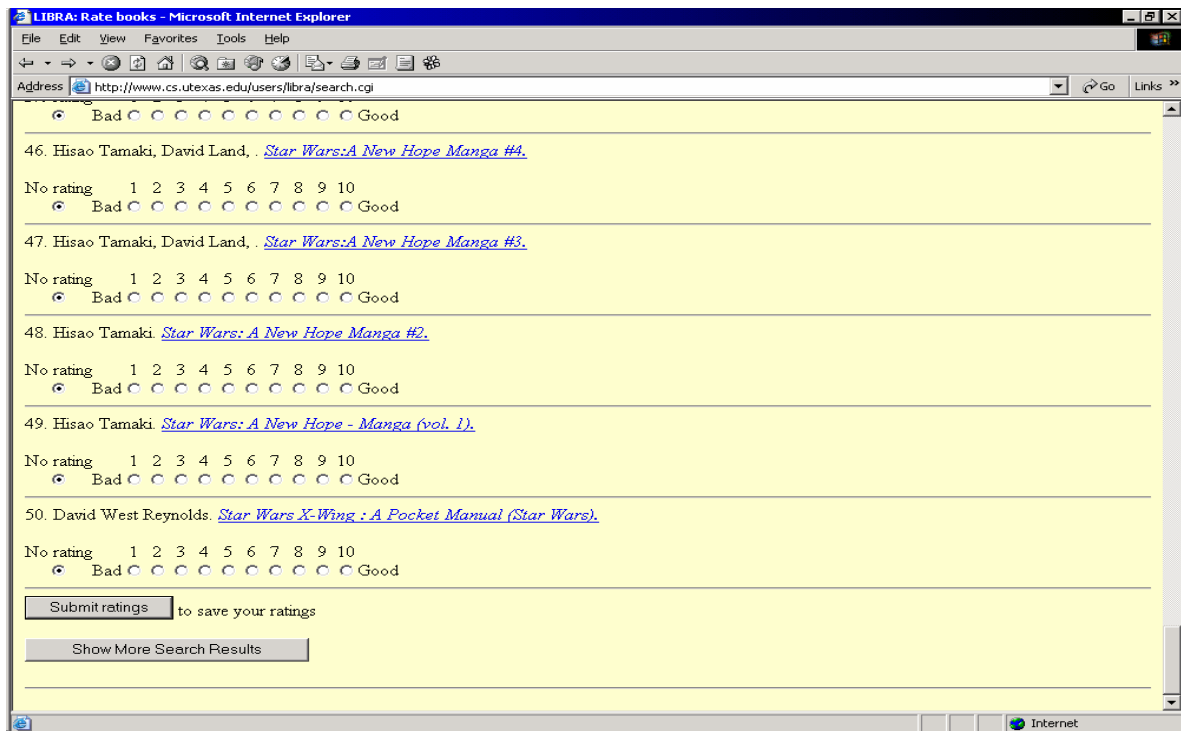 LIBRA: Rate books - Microsoft Internet Explorer
File Edit View Favorites Tools Help
Address http://www.cs.utexas.edu/users/libra/search.cgi Go Links »
Bad Good
46. Hisao Tamaki, David Land, . Star Wars:A New Hope Manga #4.
No rating 1 2 3 4 5 6 7 8 9 10
Bad Good
47. Hisao Tamaki, David Land, . Star Wars:A New Hope Manga #3.
No rating 1 2 3 4 5 6 7 8 9 10
Bad Good
48. Hisao Tamaki. Star Wars: A New Hope Manga #2.
No rating 1 2 3 4 5 6 7 8 9 10
Bad Good
49. Hisao Tamaki. Star Wars: A New Hope - Manga (vol. 1).
No rating 1 2 3 4 5 6 7 8 9 10
Bad Good
50. David West Reynolds. Star Wars X-Wing : A Pocket Manual (Star Wars).
No rating 1 2 3 4 5 6 7 8 9 10
Bad Good
Submit ratings to save your ratings
Show More Search Results
Internet